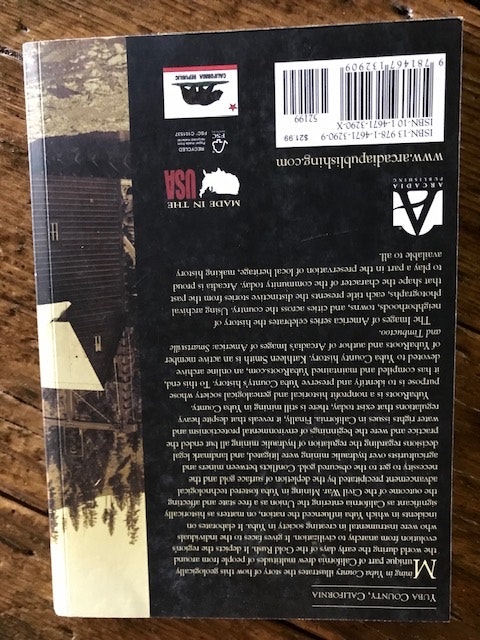 YUBA COUNTY, CALIFORNIA
Mining in Yuba County illustrates the story of how this geologically
unique part of California drew multitudes of people from around
the world during the early days of the Gold Rush. It depicts the region's
evolution from anarchy to civilization. It gives faces to the individuals
who were instrumental in creating society in Yuba. It elaborates on
incidents in which Yuba influenced the nation, on matters as historically
significant as California entering the Union as a free state and affecting
the outcome of the Civil War. Mining in Yuba fostered technological
advancement precipitated by the depletion of surface gold and the
necessity to get to the obscured gold. Conflicts between miners and
agriculturists over hydraulic mining were litigated, and landmark legal
decisions regarding the regulation of hydraulic mining all but ended the
practice and were the beginnings of environmental protectionism and
water rights issues in California. Finally, it reveals that despite heavy
regulations that exist today, there is still mining in Yuba County.
YubaRoots is a nonprofit historical and genealogical society whose
purpose is to identify and preserve Yuba County's history. To this end,
it has compiled and maintained YubaRoots.com, an online archive
devoted to Yuba County history. Kathleen Smith is an active member
of YubaRoots and author of Arcadia's Images of America: Smartsville
and Timbuctoo.
The Images of America series celebrates the history of
neighborhoods, towns, and cities across the country. Using archival
photographs, each title presents the distinctive stories from the past
that shape the character of the community today. Arcadia is proud
to play a part in the preservation of local heritage, making history
available to all.
ARCADIA
PUBLISHING
www.arcadiapublishing.com
MADE IN THE
USA
RECYCLED
Paper made from
recycled material
FSC
FSC® C101537
CALIFORNIA REPUBLIC
ISBN-13 978-1-4671-3290-9
ISBN-10 1-4671-3290-X
$21.99
52199
9 781467 132909